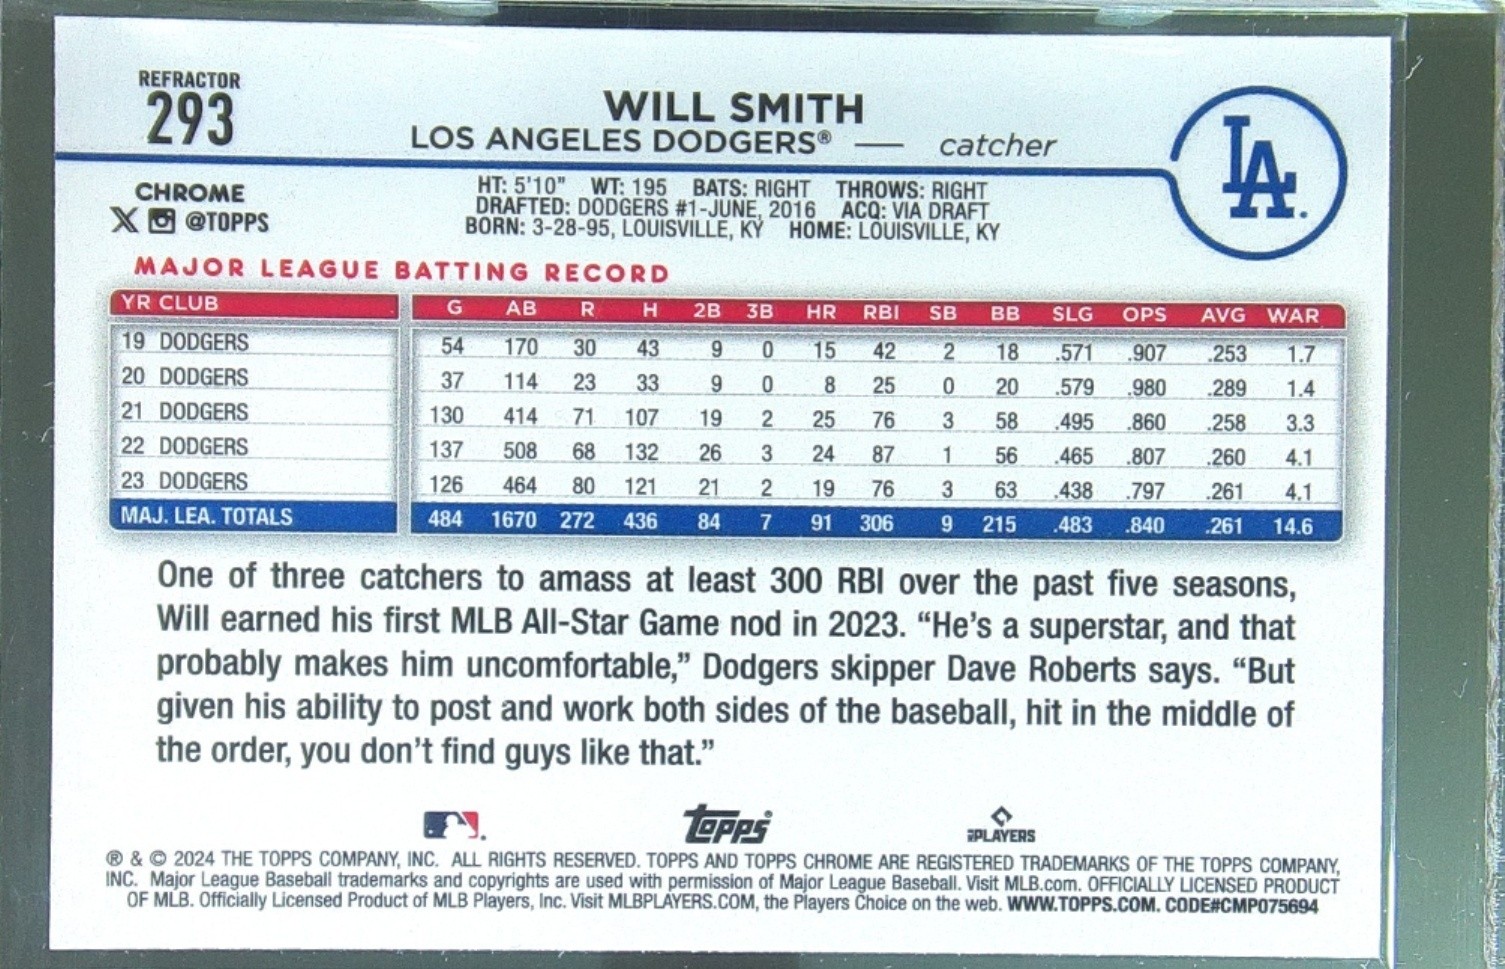 REFRACTOR
293
WILL SMITH
LOS ANGELES DODGERS® — catcher
LA
CHROME
X @TOPPS
HT: 5'10" WT: 195 BATS: RIGHT THROWS: RIGHT
DRAFTED: DODGERS #1-JUNE, 2016 ACQ: VIA DRAFT
BORN: 3-28-95, LOUISVILLE, KY HOME: LOUISVILLE, KY
MAJOR LEAGUE BATTING RECORD
YR CLUB G AB R H 2B 3B HR RBI SB BB SLG OPS AVG WAR
19 DODGERS 54 170 30 43 9 0 15 42 2 18 .571 .907 .253 1.7
20 DODGERS 37 114 23 33 9 0 8 25 0 20 .579 .980 .289 1.4
21 DODGERS 130 414 71 107 19 2 25 76 3 58 .495 .860 .258 3.3
22 DODGERS 137 508 68 132 26 3 24 87 1 56 .465 .807 .260 4.1
23 DODGERS 126 464 80 121 21 2 19 76 3 63 .438 .797 .261 4.1
MAJ. LEA. TOTALS 484 1670 272 436 84 7 91 306 9 215 .483 .840 .261 14.6
One of three catchers to amass at least 300 RBI over the past five seasons,
Will earned his first MLB All-Star Game nod in 2023. “He’s a superstar, and that
probably makes him uncomfortable,” Dodgers skipper Dave Roberts says. “But
given his ability to post and work both sides of the baseball, hit in the middle of
the order, you don’t find guys like that.”
Topps® MLBPLAYERS
® & © 2024 THE TOPPS COMPANY, INC. ALL RIGHTS RESERVED. TOPPS AND TOPPS CHROME ARE REGISTERED TRADEMARKS OF THE TOPPS COMPANY,
INC. Major League Baseball trademarks and copyrights are used with permission of Major League Baseball. Visit MLB.com. OFFICIALLY LICENSED PRODUCT
OF MLB. Officially Licensed Product of MLB Players, Inc. Visit MLBPLAYERS.COM, the Players Choice on the web. WWW.TOPPS.COM. CODE#CMP075694